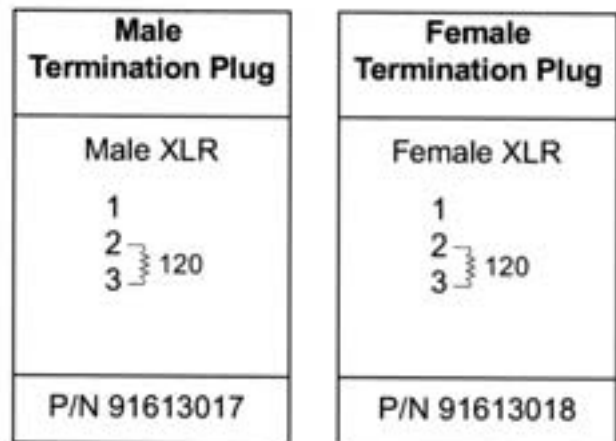 Male
Termination Plug
Male XLR
1
2
3
120
P/N 91613017
Female
Termination Plug
Female XLR
1
2
3
120
P/N 91613018